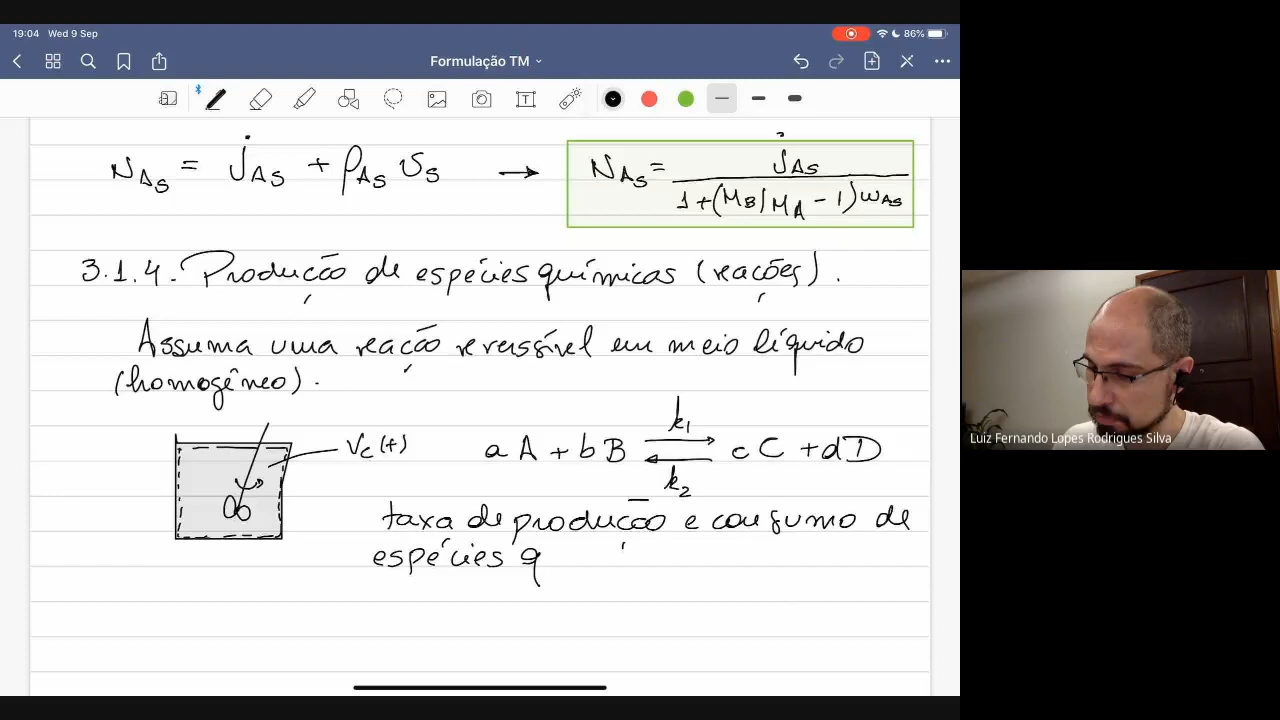 19:04 Wed 9 Sep
86%
Formulação TM
N_As = j_As + ρ_As v_s → N_As = j_As / (1 + (M_B/M_A - 1) ω_As)
3.1.4. Produção de espécies químicas (reações).
Assuma uma reação reverssível em meio líquido
(homogêneo).
V_c(t)
aA + bB ⇌ cC + dD
k_1
k_2
taxa de produção e consumo de
espécies q
Luiz Fernando Lopes Rodrigues Silva